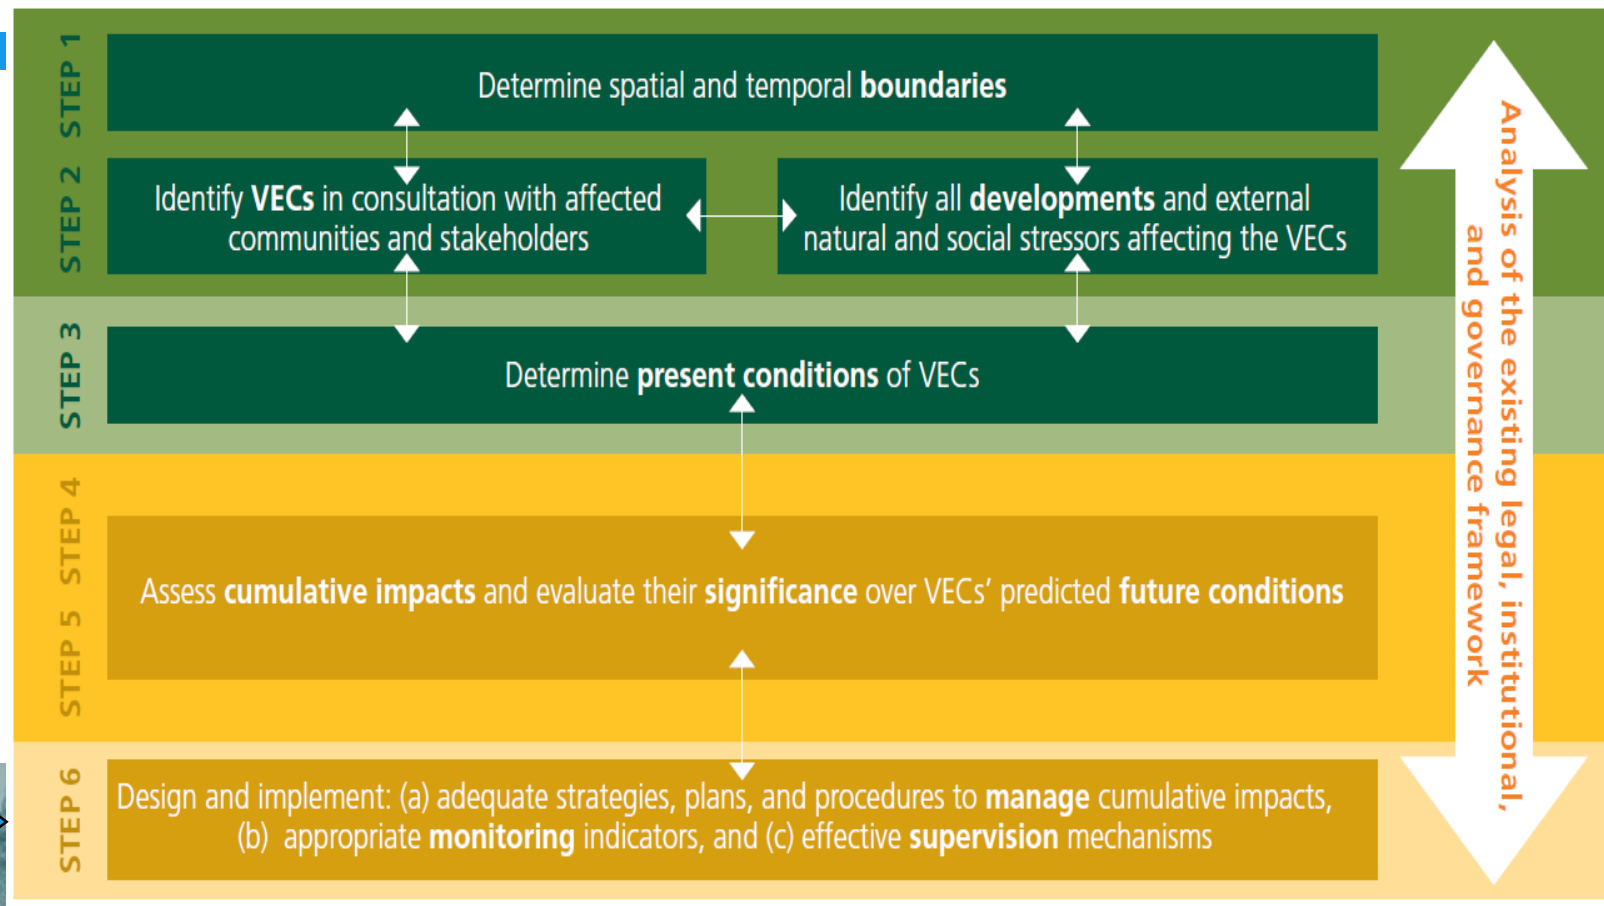 STEP 1
Determine spatial and temporal boundaries
STEP 2
Identify VECs in consultation with affected
communities and stakeholders
Identify all developments and external
natural and social stressors affecting the VECs
STEP 3
Determine present conditions of VECs
STEP 4
STEP 5
Assess cumulative impacts and evaluate their significance over VECs’ predicted future conditions
STEP 6
Design and implement: (a) adequate strategies, plans, and procedures to manage cumulative impacts,
(b) appropriate monitoring indicators, and (c) effective supervision mechanisms
Analysis of the existing legal, institutional,
and governance framework